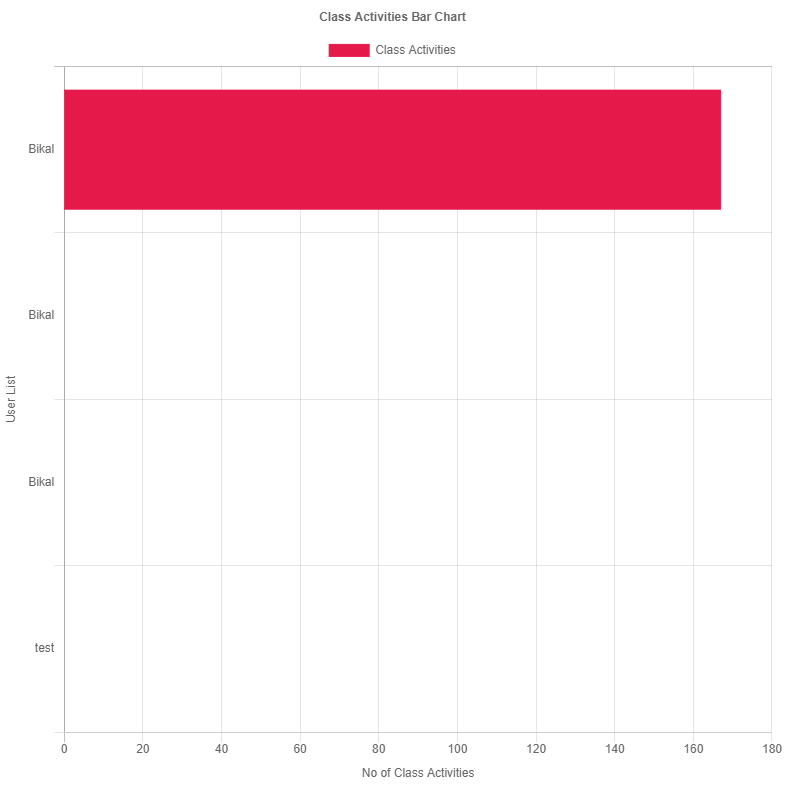 Class Activities Bar Chart
Class Activities
Bikal
Bikal
Bikal
test
User List
0 20 40 60 80 100 120 140 160 180
No of Class Activities